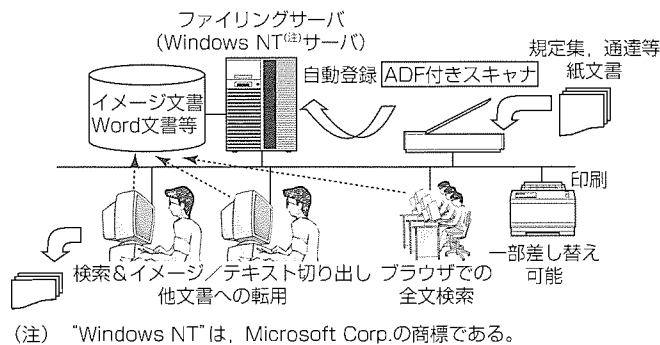 ファイリングサーバ
(Windows NT(注)サーバ)
規定集，通達等
紙文書
自動登録
ADF付きスキャナ
イメージ文書
Word文書等
印刷
一部差し替え
可能
検索＆イメージ／テキスト切り出し
他文書への転用
ブラウザでの
全文検索
(注) “Windows NT”は，Microsoft Corp.の商標である。